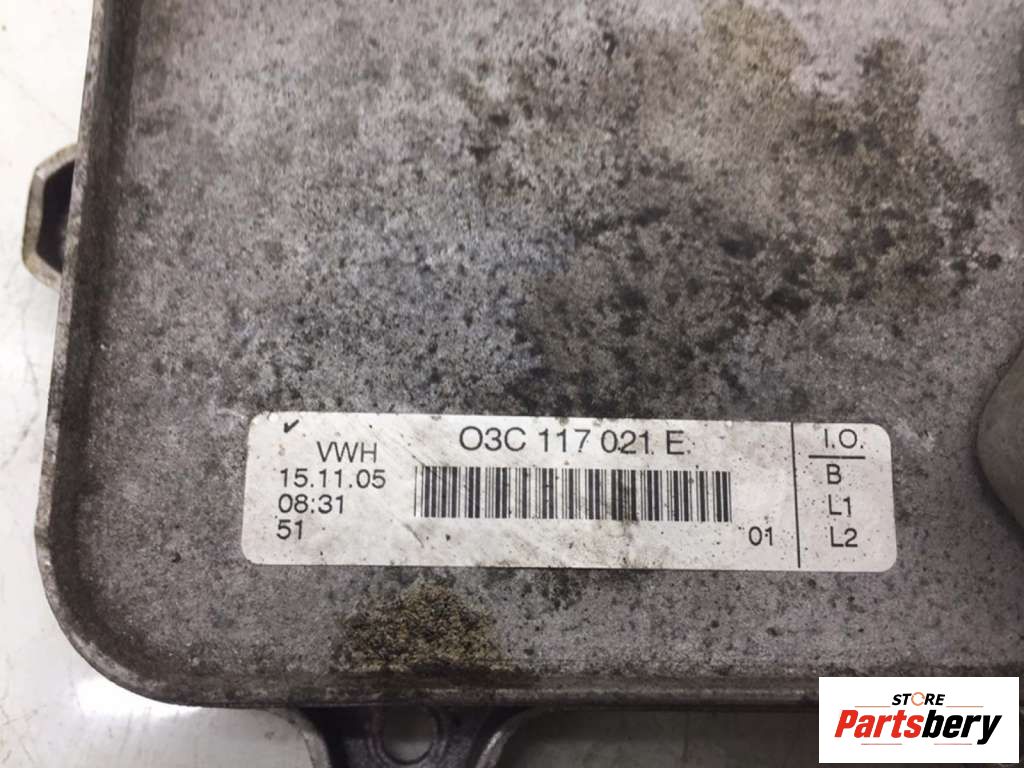 VWH
O3C 117 021 E
15.11.05
08:31
51
01
I.O.
B
L1
L2
STORE
Partsbery